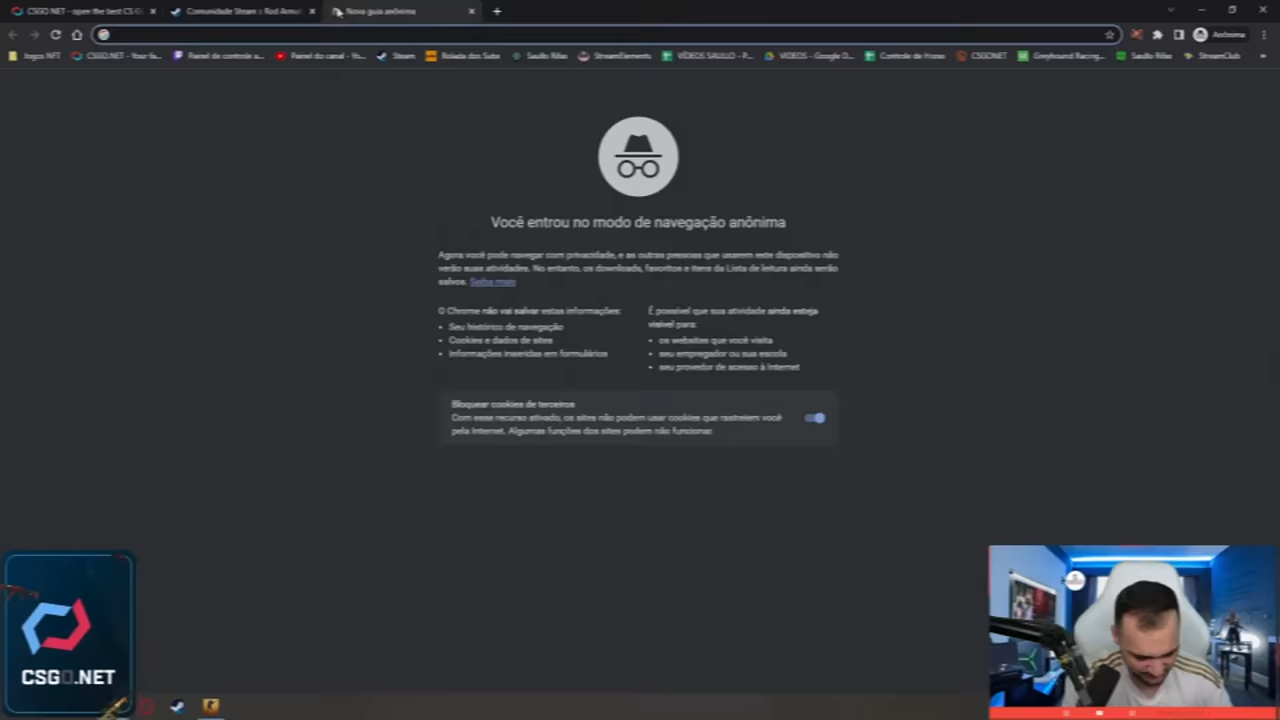 CSGO.NET - open the best CS G
Comunidade Steam :: Rod Armut
Nova guia anônima
Anônima
Jogos NFT
CSGO.NET - Your fa...
Painel de controle a...
Painel do canal - Yo...
Steam
Rolada dos Subs
Saullo Rifas
StreamElements
VÍDEOS SAULLO - P...
VÍDEOS - Google D...
Controle de Horas
CSGONET
Greyhound Racing...
Saullo Rifas
StreamClub
Você entrou no modo de navegação anônima
Agora você pode navegar com privacidade, e as outras pessoas que usarem este dispositivo não
verão suas atividades. No entanto, os downloads, favoritos e itens da Lista de leitura ainda serão
salvos. Saiba mais
O Chrome não vai salvar estas informações:
• Seu histórico de navegação
• Cookies e dados de sites
• Informações inseridas em formulários
É possível que sua atividade ainda esteja
visível para:
• os websites que você visita
• seu empregador ou sua escola
• seu provedor de acesso à Internet
Bloquear cookies de terceiros
Com esse recurso ativado, os sites não podem usar cookies que rastreiem você
pela Internet. Algumas funções dos sites podem não funcionar.
CSGO.NET